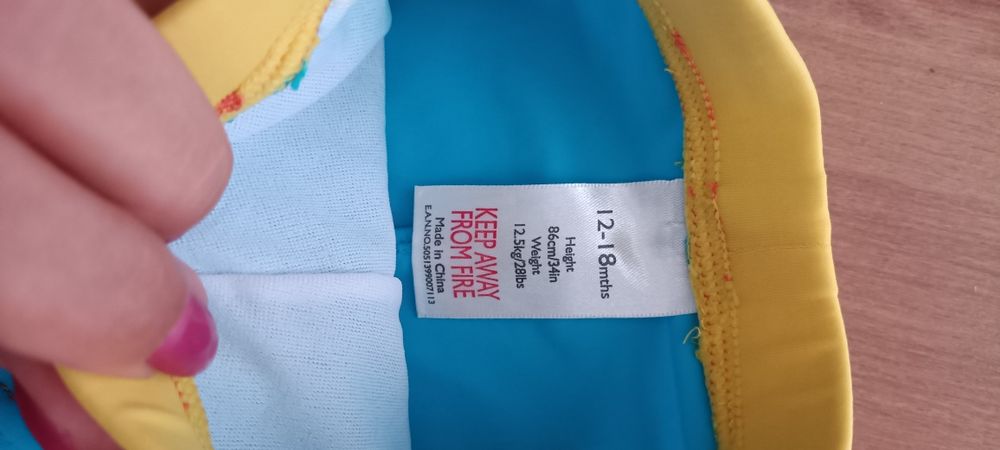 12-18mths
Height
86cm/34in
Weight
12.5kg/28lbs
KEEP AWAY
FROM FIRE
Made in China
E.A.N.NO.5051399007113